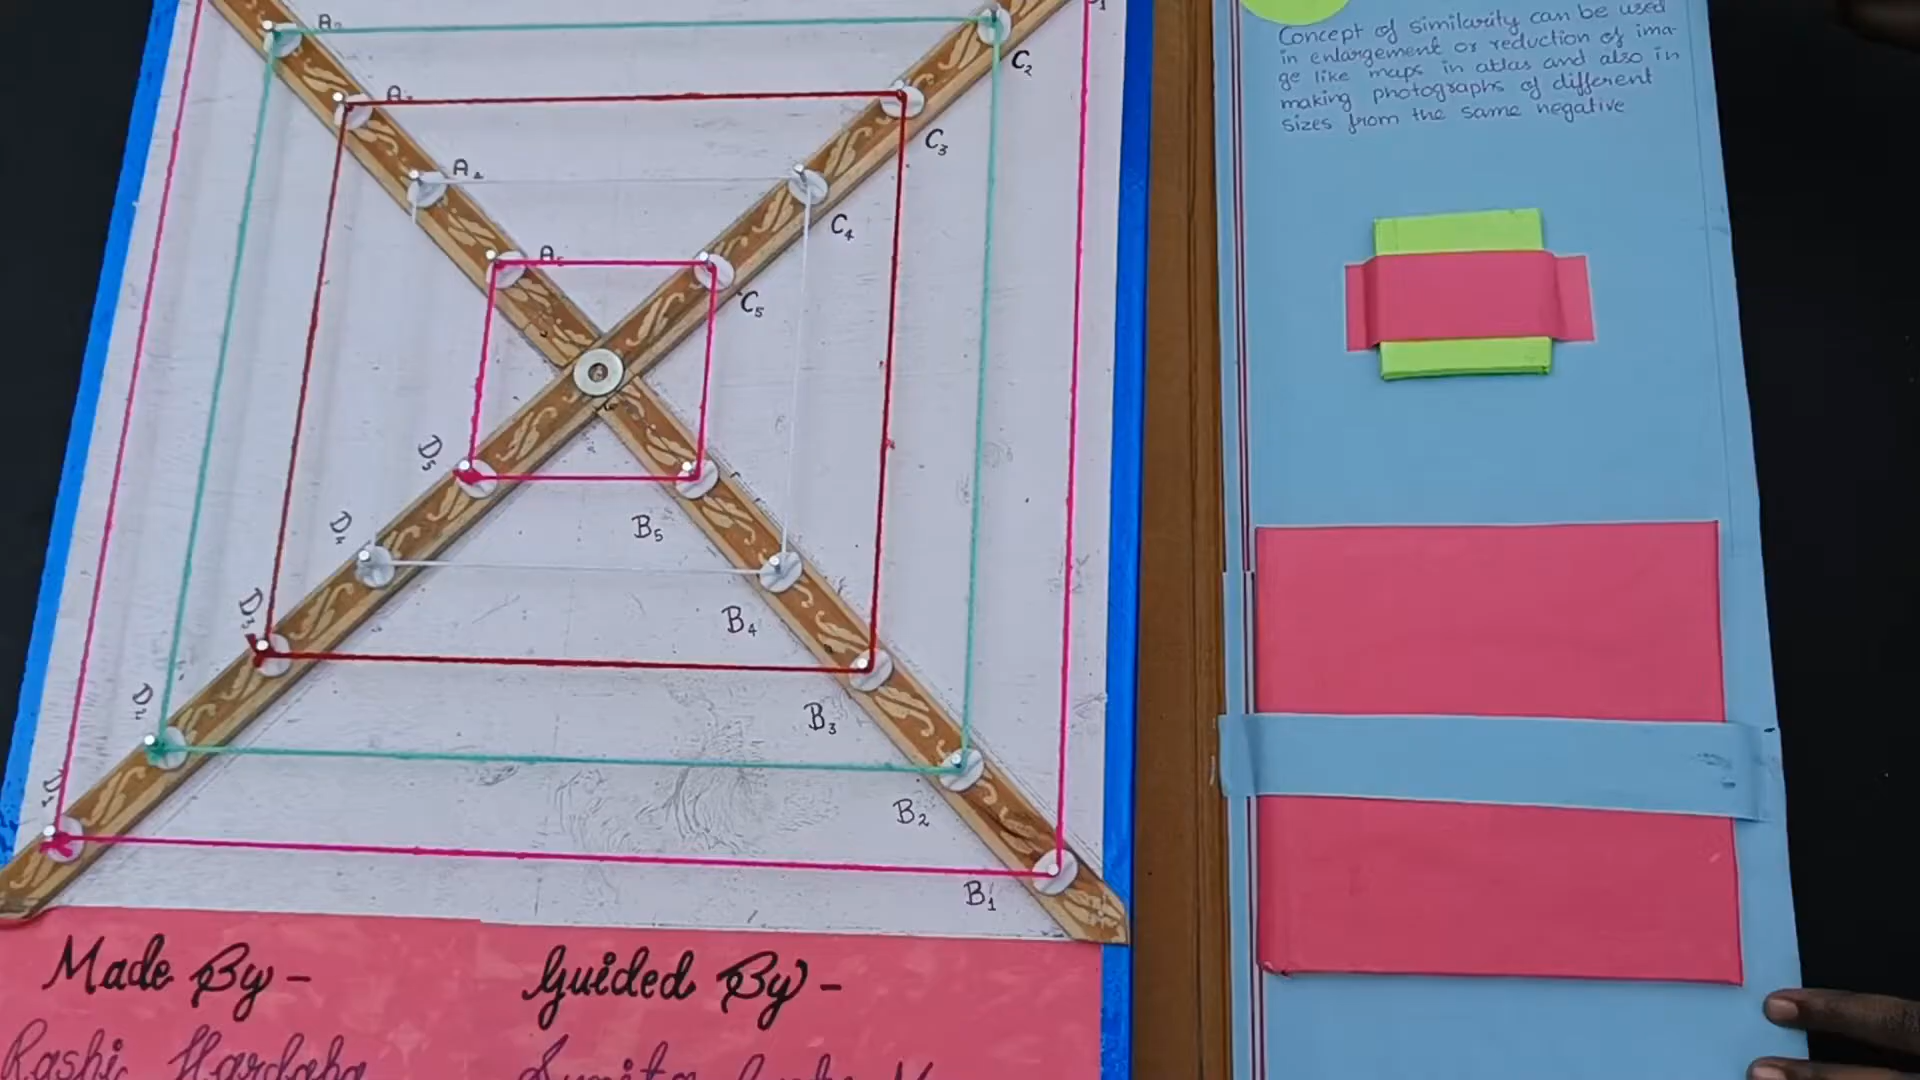 A₂
A₃
A₄
A₅
C₂
C₃
C₄
C₅
D₅
D₄
D₃
D₂
D₁
B₅
B₄
B₃
B₂
B₁
Made By -
Guided By -
Rashi Hardaha
Concept of similarity can be used
in enlargement or reduction of ima-
ge like maps in atlas and also in
making photographs of different
sizes from the same negative